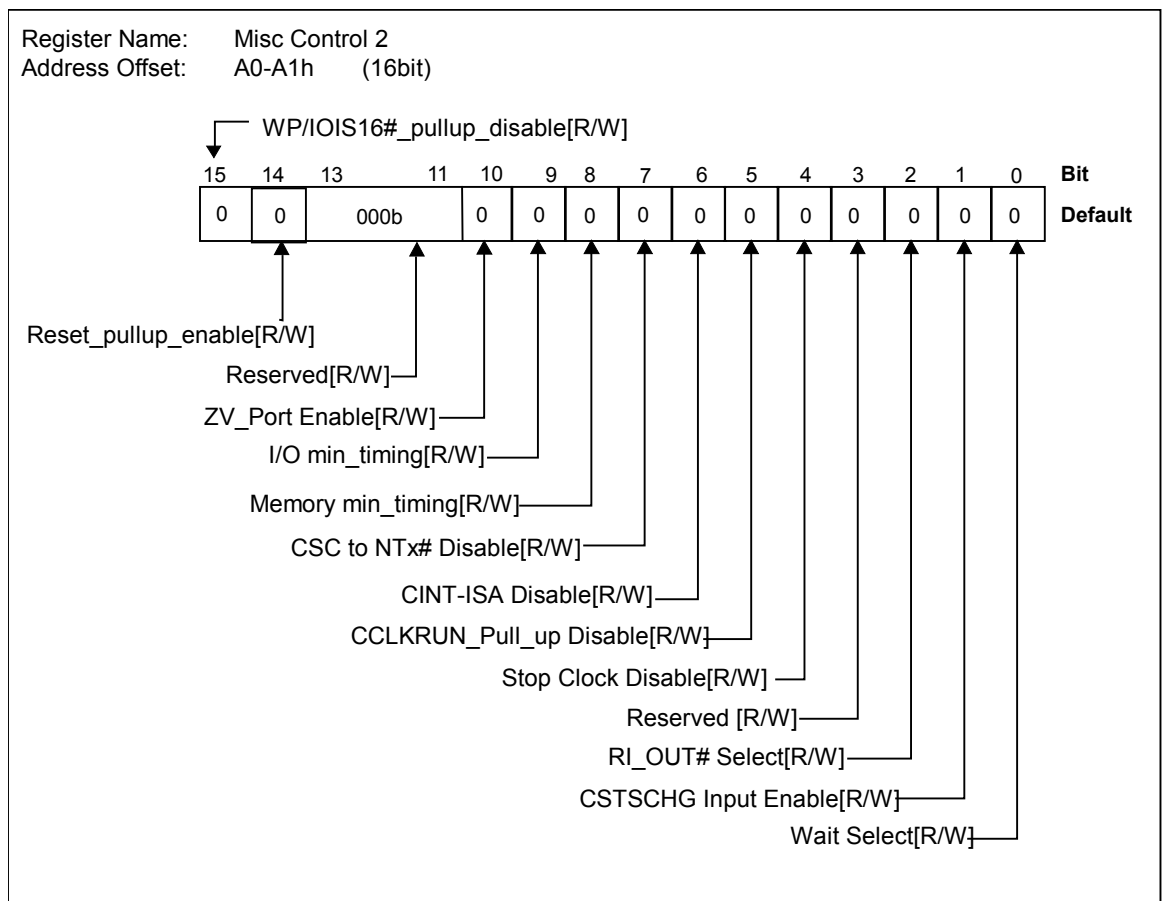 Register Name: Misc Control 2
Address Offset: A0-A1h (16bit)
WP/IOIS16#_pullup_disable[R/W]
15 14 13 11 10 9 8 7 6 5 4 3 2 1 0 Bit
0 0 000b 0 0 0 0 0 0 0 0 0 0 0 Default
Reset_pullup_enable[R/W]
Reserved[R/W]
ZV_Port Enable[R/W]
I/O min_timing[R/W]
Memory min_timing[R/W]
CSC to NTx# Disable[R/W]
CINT-ISA Disable[R/W]
CCLKRUN_Pull_up Disable[R/W]
Stop Clock Disable[R/W]
Reserved [R/W]
RI_OUT# Select[R/W]
CSTSCHG Input Enable[R/W]
Wait Select[R/W]